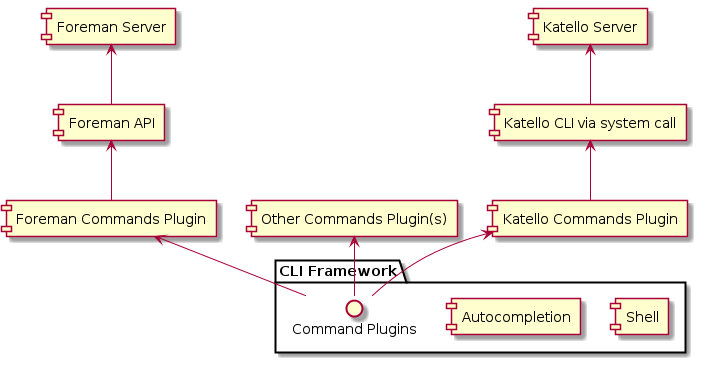 Foreman Server
Katello Server
Foreman API
Katello CLI via system call
Foreman Commands Plugin
Other Commands Plugin(s)
Katello Commands Plugin
CLI Framework
Command Plugins
Autocompletion
Shell